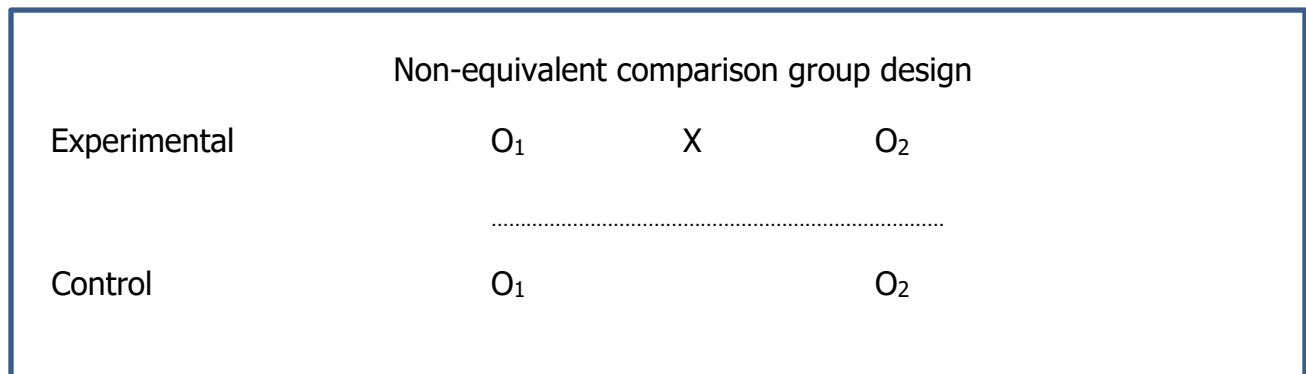 Non-equivalent comparison group design
Experimental O₁ X O₂
........................................................................
Control O₁ O₂